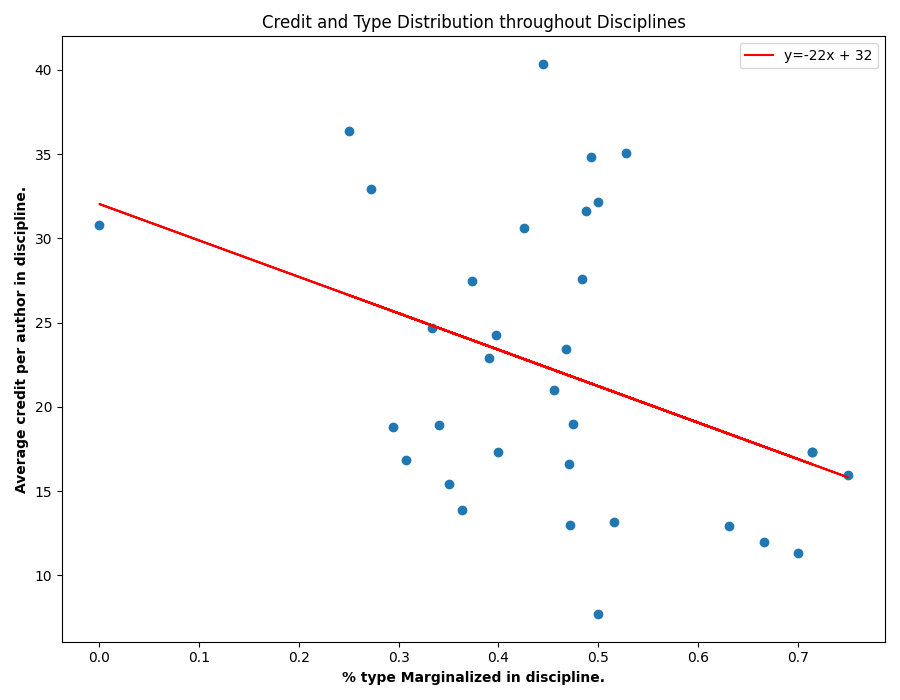 Credit and Type Distribution throughout Disciplines
y=-22x + 32
Average credit per author in discipline.
40
35
30
25
20
15
10
0.0 0.1 0.2 0.3 0.4 0.5 0.6 0.7
% type Marginalized in discipline.